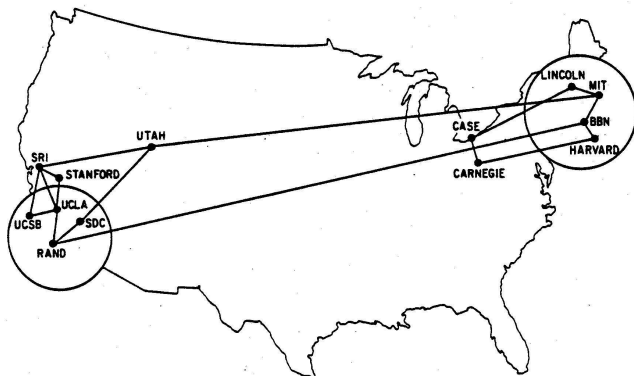 LINCOLN
MIT
BBN
HARVARD
CASE
CARNEGIE
UTAH
SRI
STANFORD
UCLA
UCSB
SDC
RAND